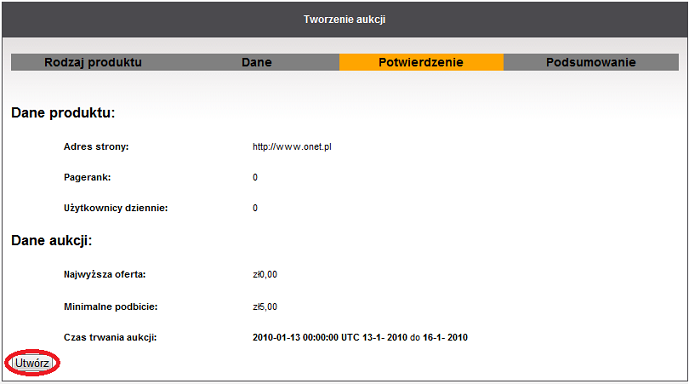 Tworzenie aukcji
Rodzaj produktu Dane Potwierdzenie Podsumowanie
Dane produktu:
Adres strony: http://www.onet.pl
Pagerank: 0
Użytkownicy dziennie: 0
Dane aukcji:
Najwyższa oferta: zł0,00
Minimalne podbicie: zł5,00
Czas trwania aukcji: 2010-01-13 00:00:00 UTC 13-1- 2010 do 16-1- 2010
Utwórz